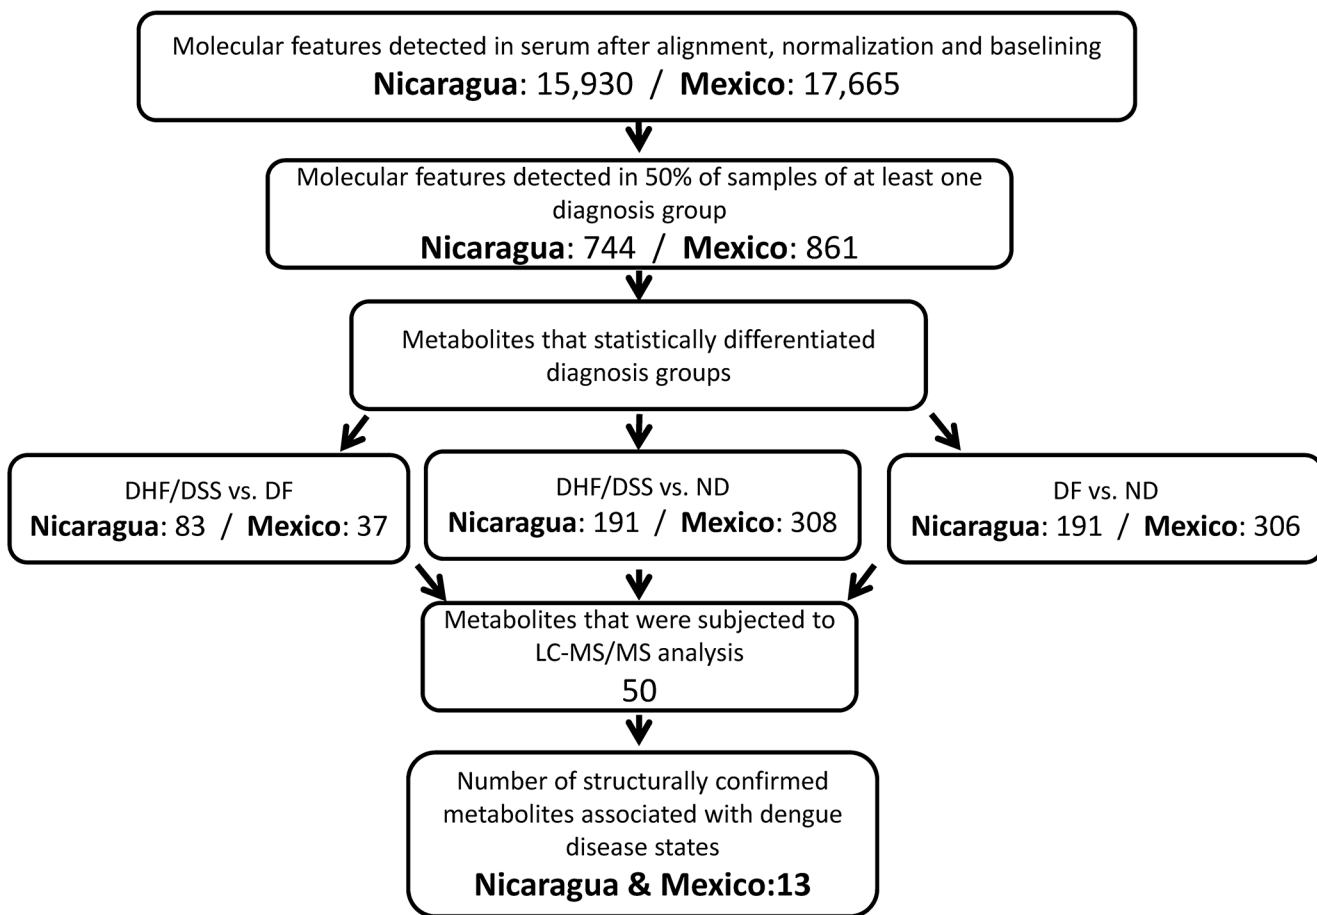 Molecular features detected in serum after alignment, normalization and baselining
Nicaragua: 15,930 / Mexico: 17,665
Molecular features detected in 50% of samples of at least one
diagnosis group
Nicaragua: 744 / Mexico: 861
Metabolites that statistically differentiated
diagnosis groups
DHF/DSS vs. DF
Nicaragua: 83 / Mexico: 37
DHF/DSS vs. ND
Nicaragua: 191 / Mexico: 308
DF vs. ND
Nicaragua: 191 / Mexico: 306
Metabolites that were subjected to
LC-MS/MS analysis
50
Number of structurally confirmed
metabolites associated with dengue
disease states
Nicaragua & Mexico:13